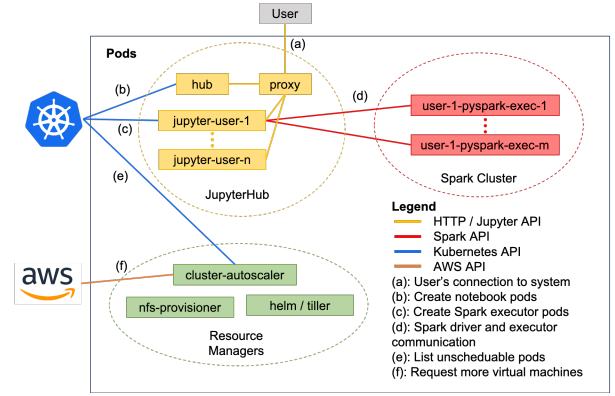 User
(a)
Pods
(b)
hub
proxy
(d)
(c)
jupyter-user-1
user-1-pyspark-exec-1
jupyter-user-n
user-1-pyspark-exec-m
(e)
JupyterHub
Spark Cluster
Legend
HTTP / Jupyter API
Spark API
Kubernetes API
AWS API
(a): User's connection to system
(b): Create notebook pods
(c): Create Spark executor pods
(d): Spark driver and executor
communication
(e): List unscheduable pods
(f): Request more virtual machines
aws
(f)
cluster-autoscaler
nfs-provisioner
helm / tiller
Resource
Managers